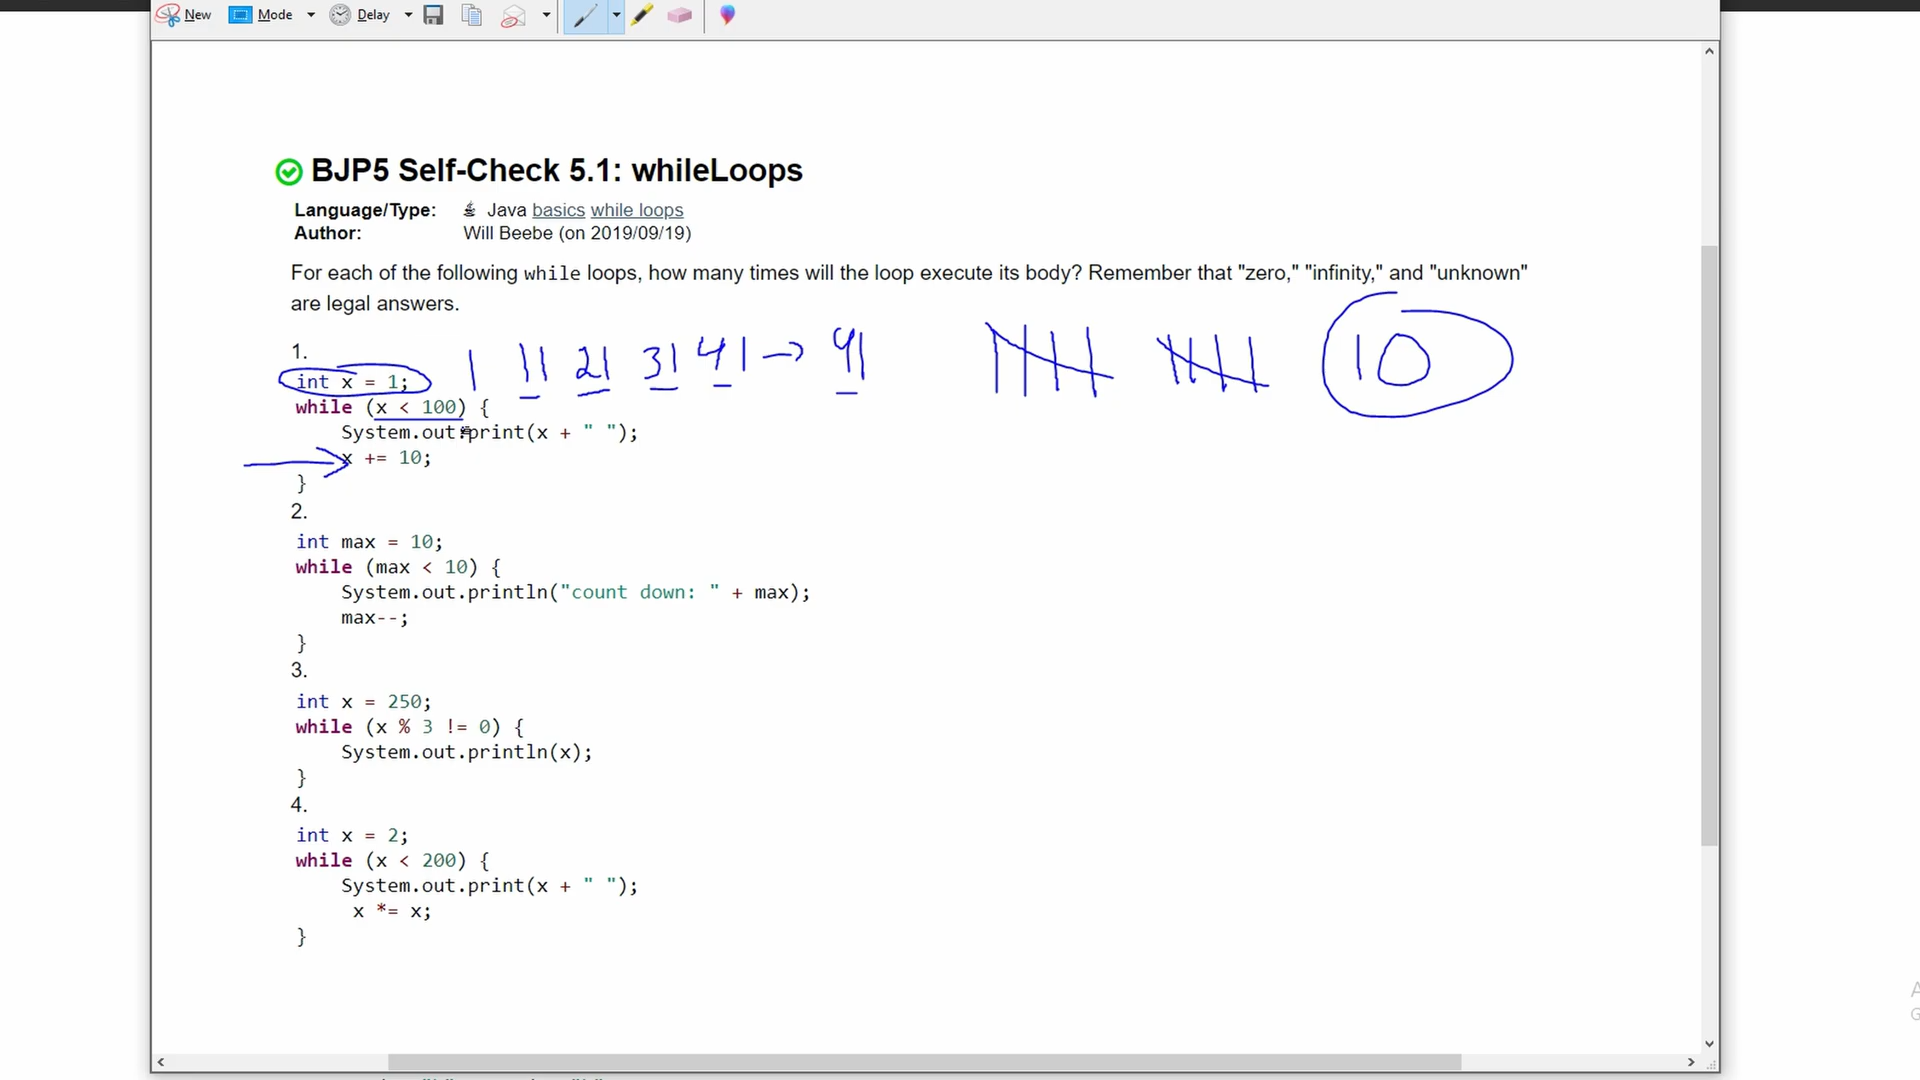 New Mode Delay
BJP5 Self-Check 5.1: whileLoops
Language/Type: Java basics while loops
Author: Will Beebe (on 2019/09/19)
For each of the following while loops, how many times will the loop execute its body? Remember that "zero," "infinity," and "unknown"
are legal answers.
1.
1 11 21 31 41 → 91 10
int x = 1;
while (x < 100) {
System.out.print(x + " ");
x += 10;
}
2.
int max = 10;
while (max < 10) {
System.out.println("count down: " + max);
max--;
}
3.
int x = 250;
while (x % 3 != 0) {
System.out.println(x);
}
4.
int x = 2;
while (x < 200) {
System.out.print(x + " ");
x *= x;
}